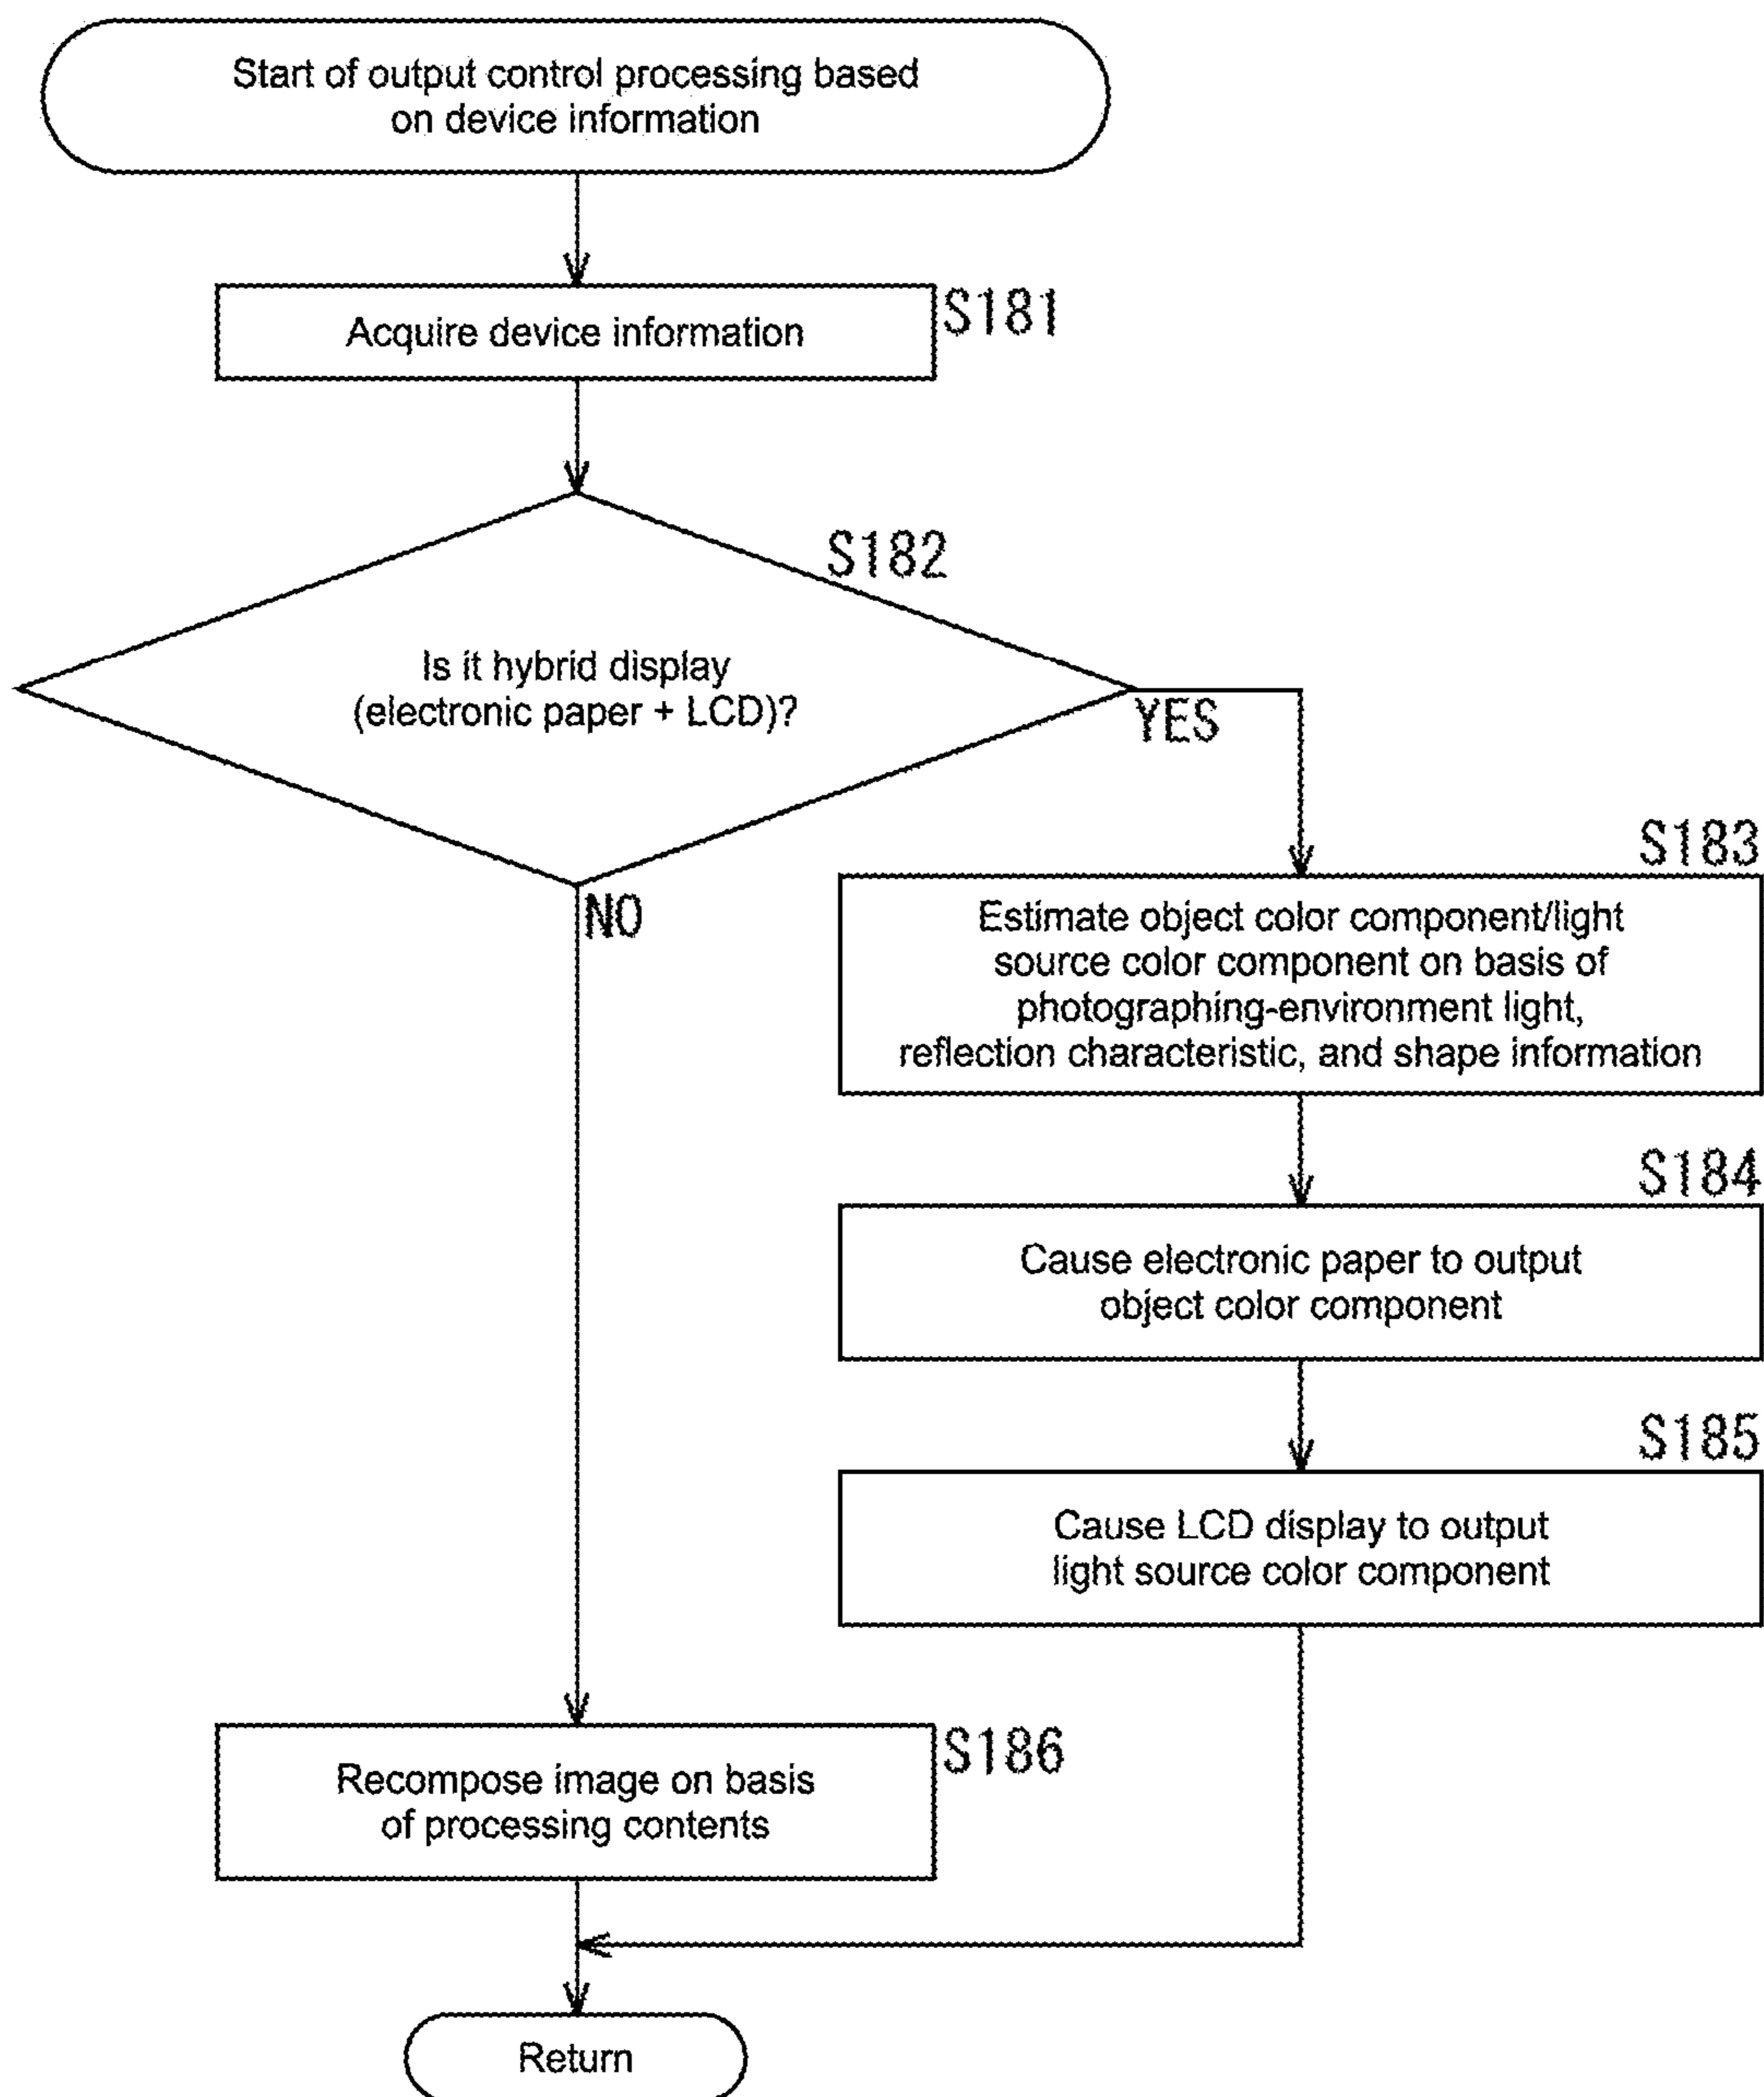 Start of output control processing based
on device information
Acquire device information
S181
S182
Is it hybrid display
(electronic paper + LCD)?
YES
NO
S183
Estimate object color component/light
source color component on basis of
photographing-environment light,
reflection characteristic, and shape information
S184
Cause electronic paper to output
object color component
S185
Cause LCD display to output
light source color component
Recompose image on basis
of processing contents
S186
Return